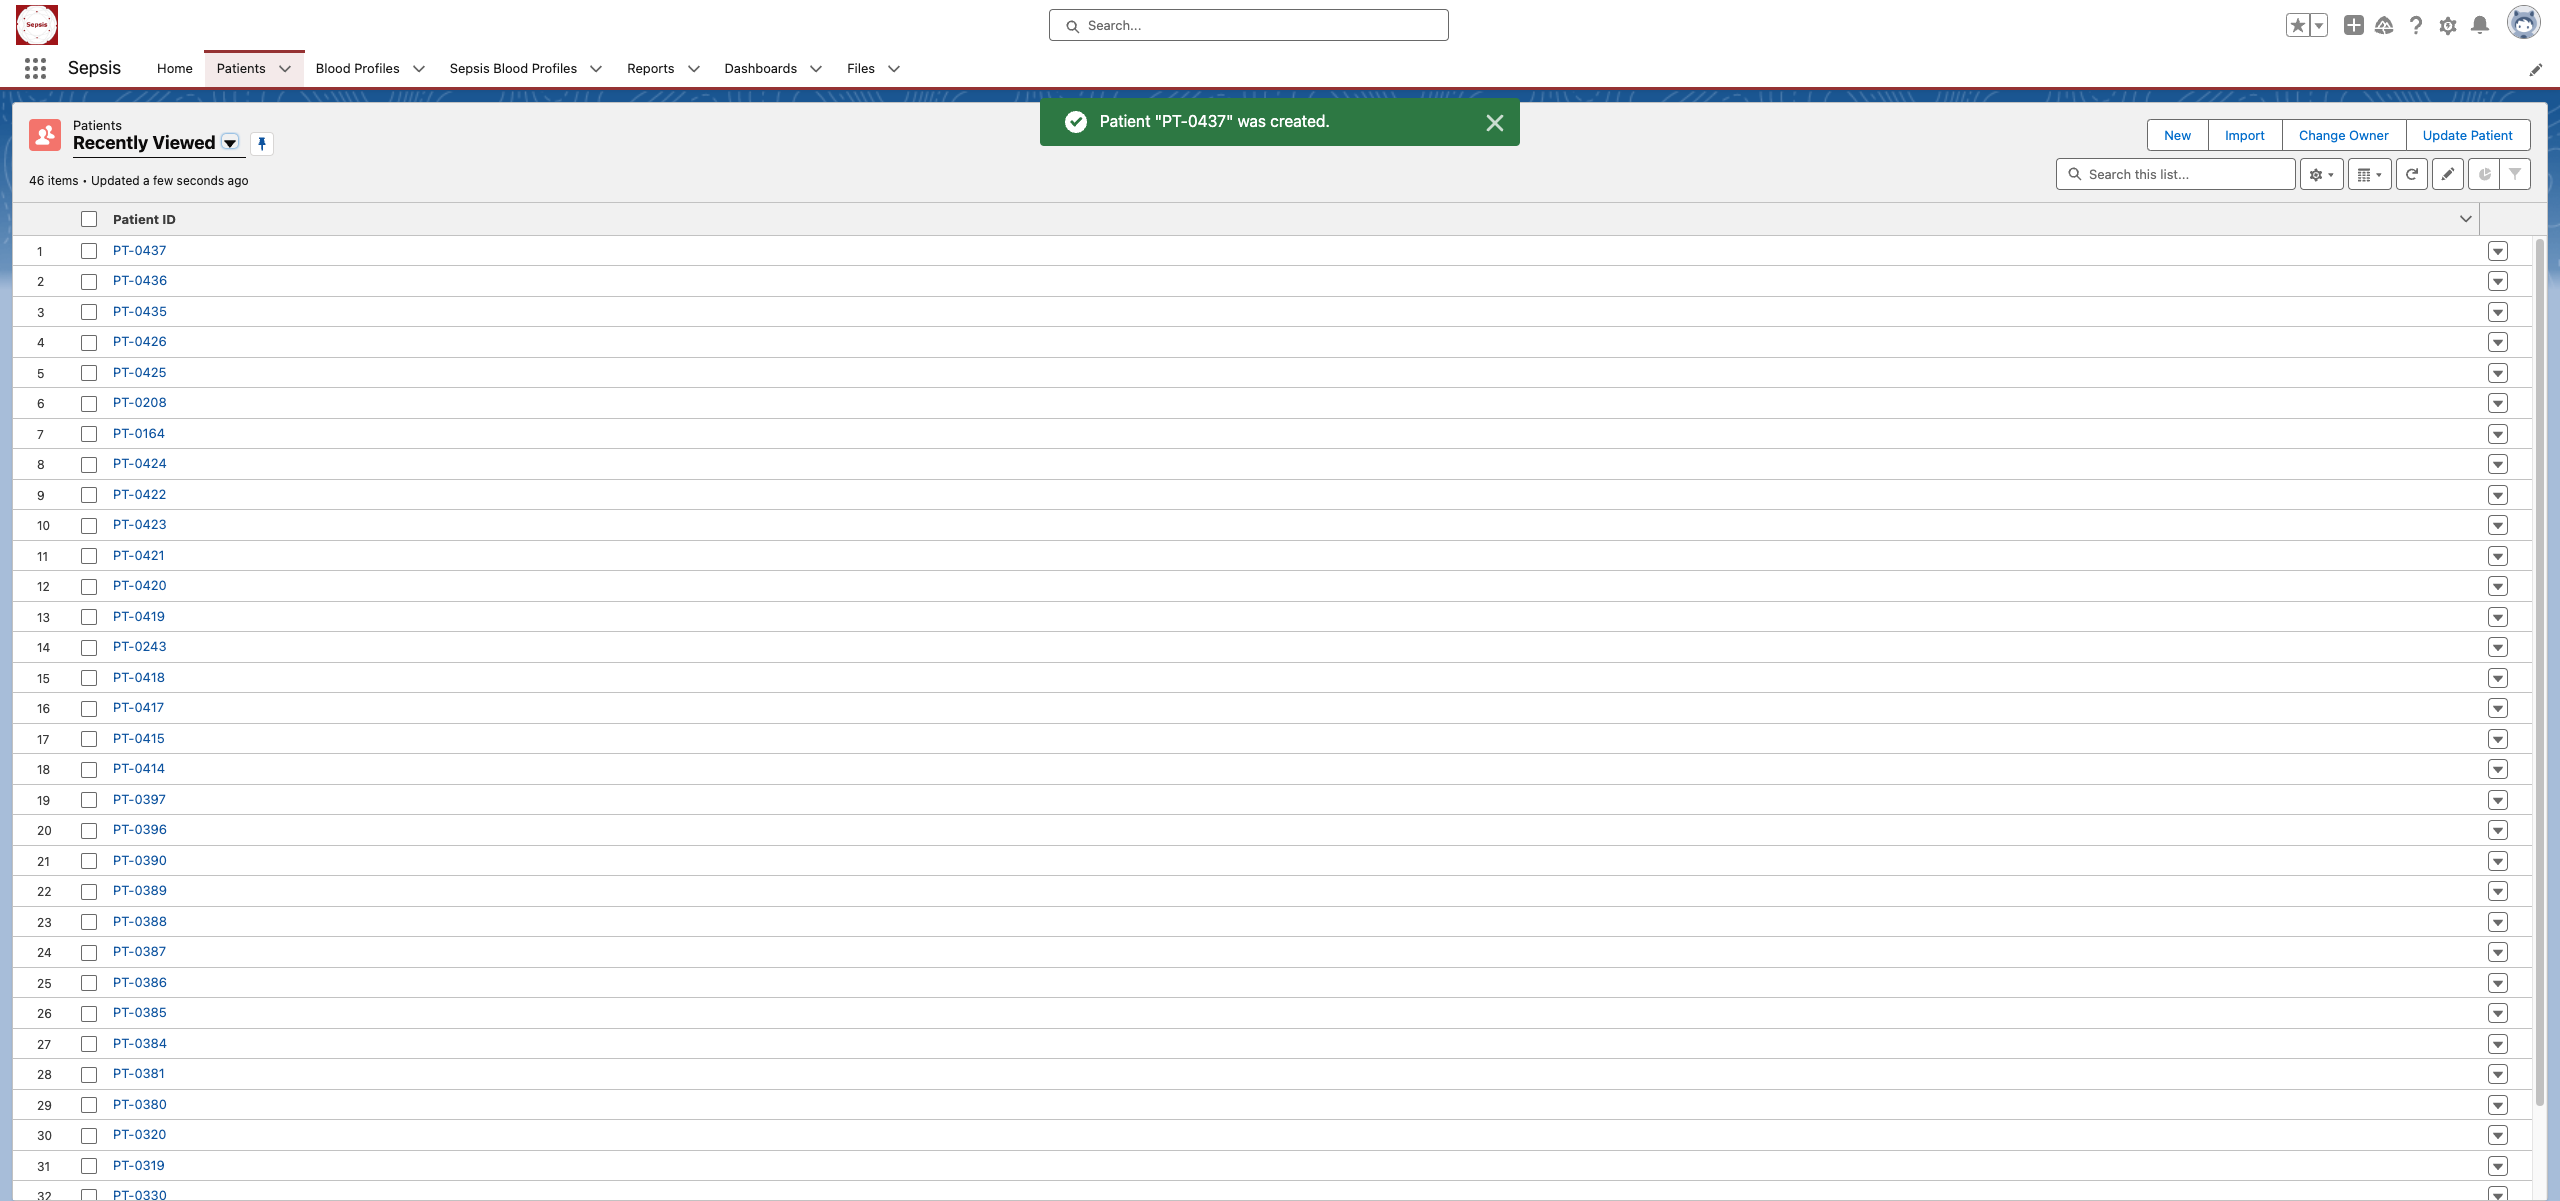 Sepsis
Search...
Sepsis
Home
Patients
Blood Profiles
Sepsis Blood Profiles
Reports
Dashboards
Files
Patients
Recently Viewed
Patient "PT-0437" was created.
New
Import
Change Owner
Update Patient
46 items • Updated a few seconds ago
Search this list...
Patient ID
1 PT-0437
2 PT-0436
3 PT-0435
4 PT-0426
5 PT-0425
6 PT-0208
7 PT-0164
8 PT-0424
9 PT-0422
10 PT-0423
11 PT-0421
12 PT-0420
13 PT-0419
14 PT-0243
15 PT-0418
16 PT-0417
17 PT-0415
18 PT-0414
19 PT-0397
20 PT-0396
21 PT-0390
22 PT-0389
23 PT-0388
24 PT-0387
25 PT-0386
26 PT-0385
27 PT-0384
28 PT-0381
29 PT-0380
30 PT-0320
31 PT-0319
32 PT-0330